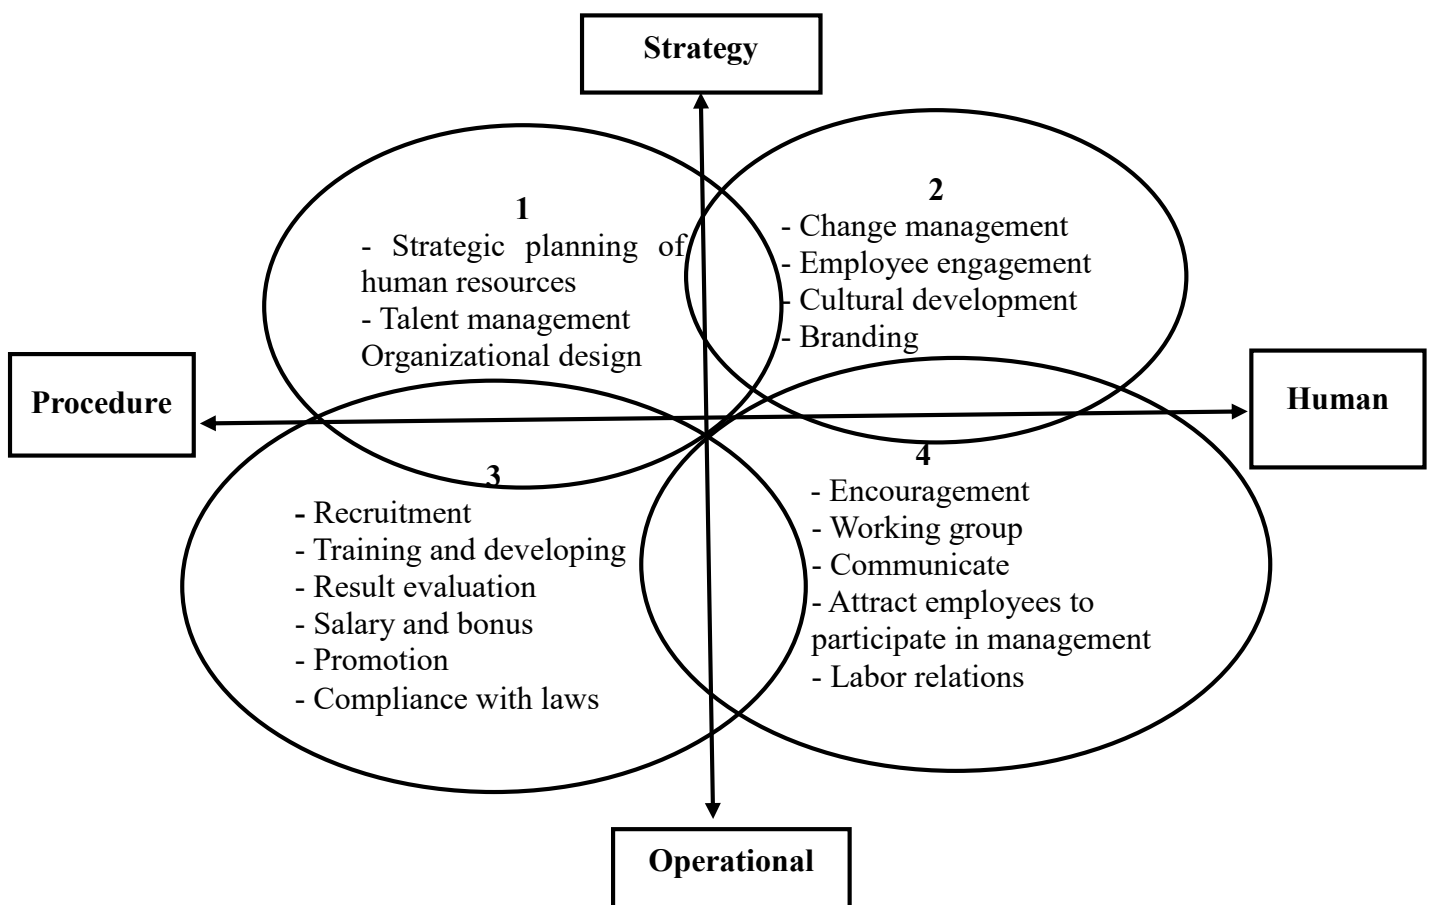 Strategy
1
- Strategic planning of
human resources
- Talent management
Organizational design
2
- Change management
- Employee engagement
- Cultural development
- Branding
Procedure
Human
3
- Recruitment
- Training and developing
- Result evaluation
- Salary and bonus
- Promotion
- Compliance with laws
4
- Encouragement
- Working group
- Communicate
- Attract employees to
participate in management
- Labor relations
Operational